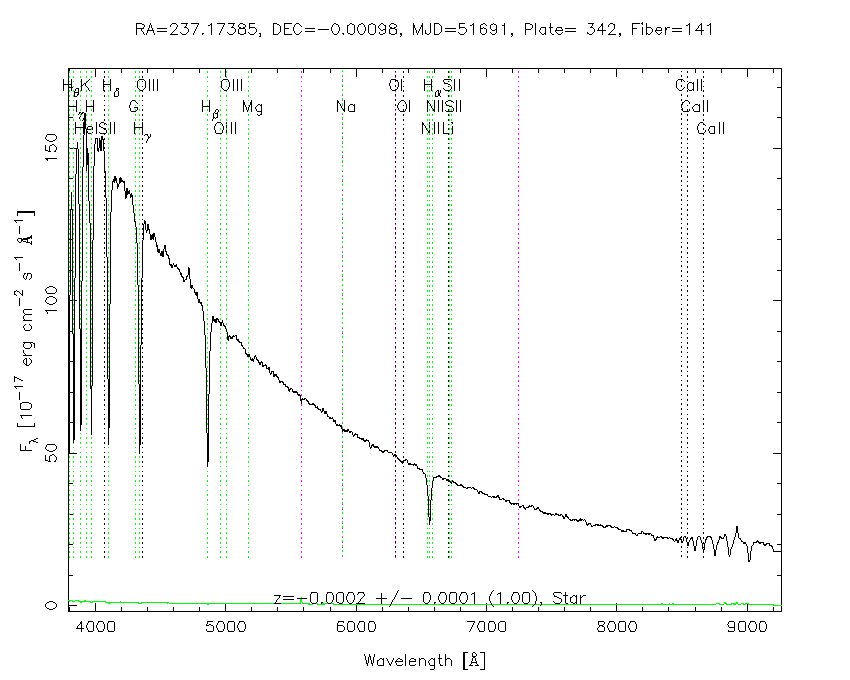 RA=237.17385, DEC=−0.00098, MJD=51691, Plate= 342, Fiber=141
Hθ K Hδ OIII OIII OI Hα SII CaII
Hη H G Hβ Mg Na OI NII SII CaII
HeI SII Hγ OIII NII Li CaII
150
100
50
0
Fλ [10−17 erg cm−2 s−1 Å−1]
z=−0.0002 +/− 0.0001 (1.00), Star
4000 5000 6000 7000 8000 9000
Wavelength [Å]